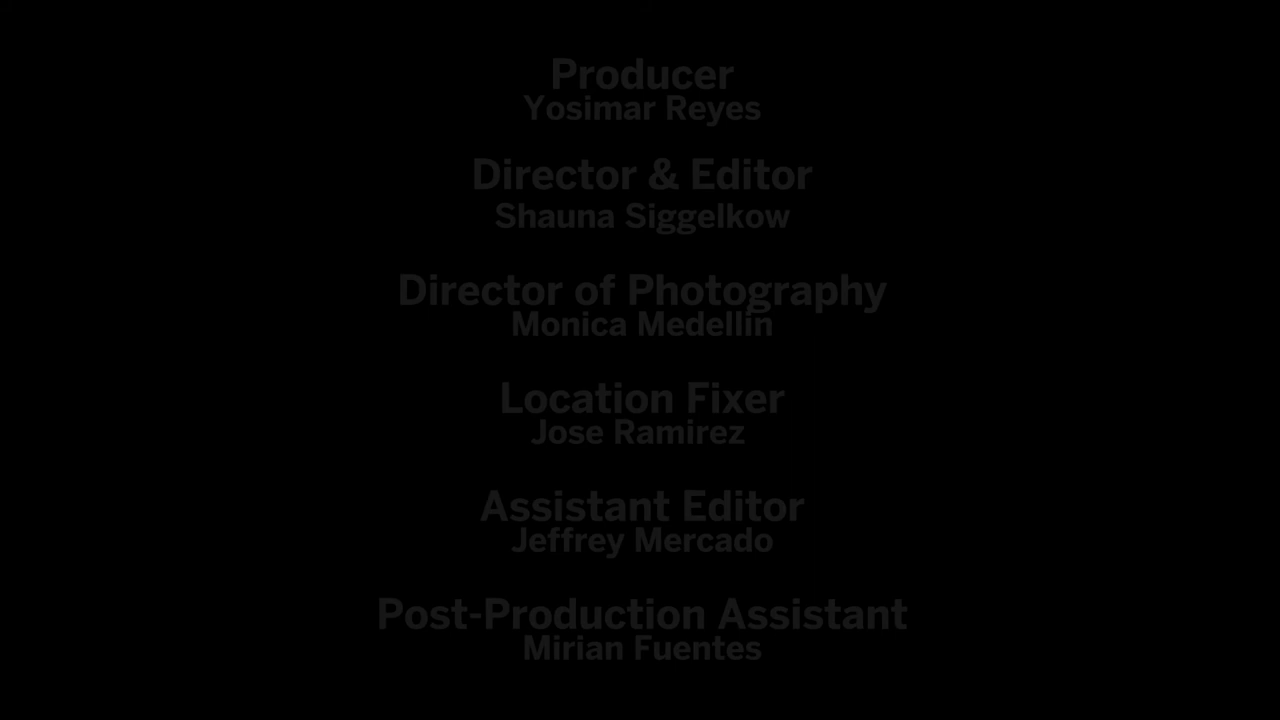 Producer
Yosimar Reyes
Director & Editor
Shauna Siggelkow
Director of Photography
Monica Medellin
Location Fixer
Jose Ramirez
Assistant Editor
Jeffrey Mercado
Post-Production Assistant
Mirian Fuentes